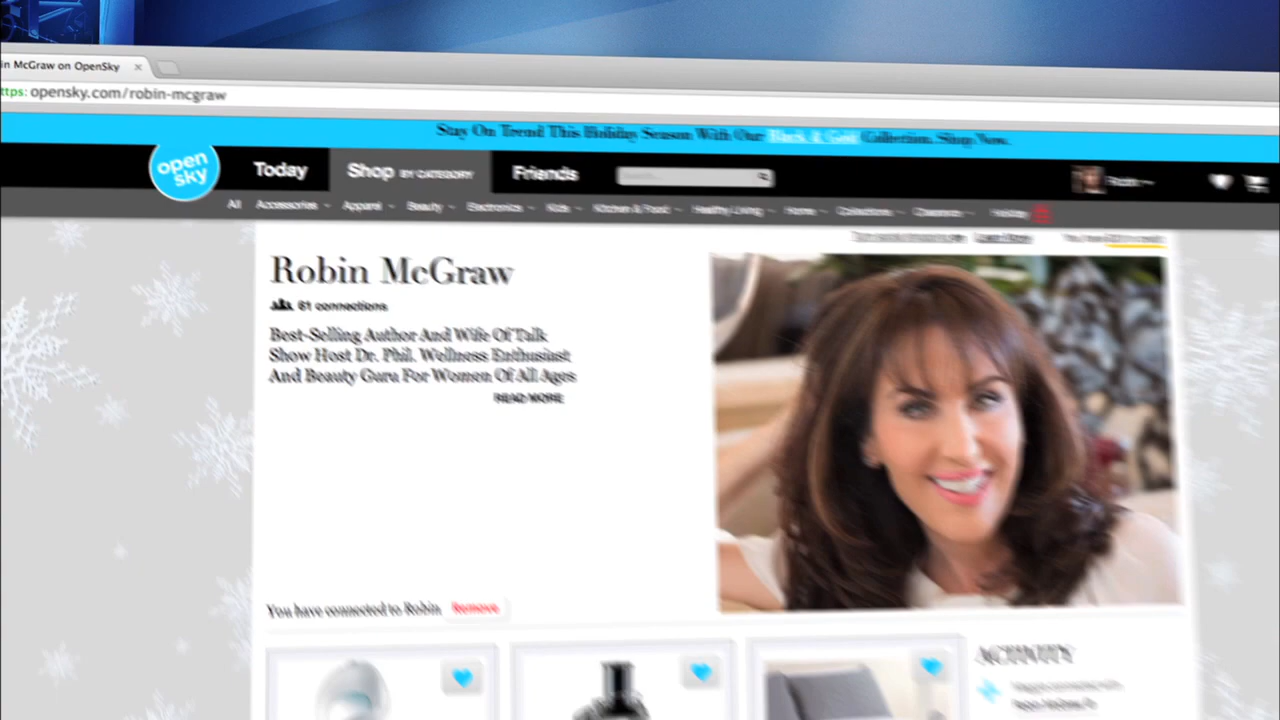 in McGraw on OpenSky
ttps: opensky.com/robin-mcgraw
Stay On Trend This Holiday Season With Our Black & Gold Collection. Shop Now.
open sky
Today
Shop BY CATEGORY
Friends
All Accessories Apparel Beauty Electronics Kids Kitchen & Food Healthy Living Home Collections Clearance Holiday
Robin McGraw
61 connections
Best-Selling Author And Wife Of Talk
Show Host Dr. Phil. Wellness Enthusiast
And Beauty Guru For Women Of All Ages
READ MORE
You have connected to Robin Remove
ACTIVITY